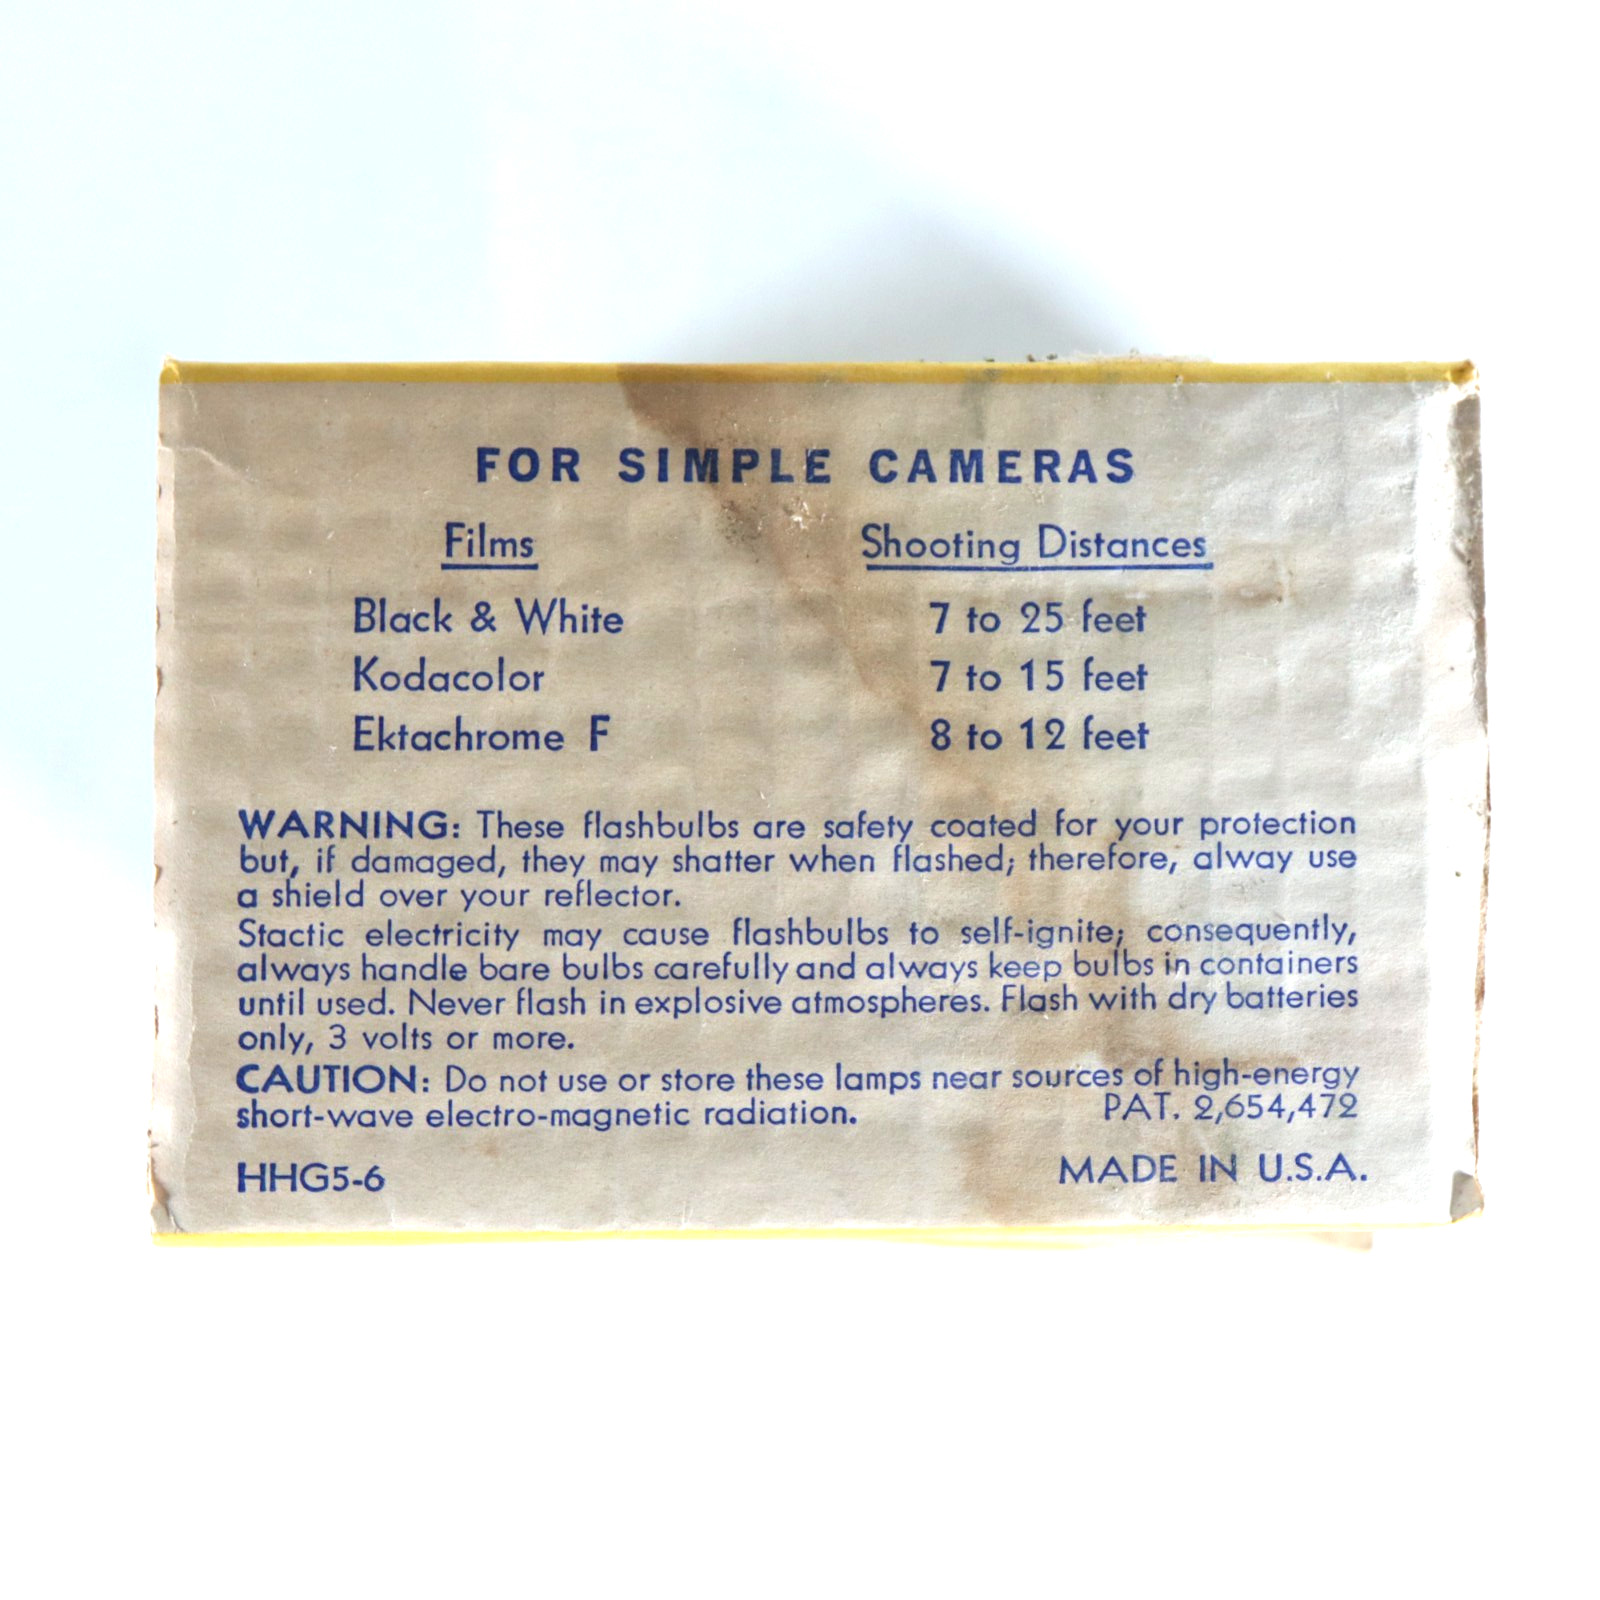 FOR SIMPLE CAMERAS
Films Shooting Distances
Black & White 7 to 25 feet
Kodacolor 7 to 15 feet
Ektachrome F 8 to 12 feet
WARNING: These flashbulbs are safety coated for your protection
but, if damaged, they may shatter when flashed; therefore, alway use
a shield over your reflector.
Stactic electricity may cause flashbulbs to self-ignite; consequently,
always handle bare bulbs carefully and always keep bulbs in containers
until used. Never flash in explosive atmospheres. Flash with dry batteries
only, 3 volts or more.
CAUTION: Do not use or store these lamps near sources of high-energy
short-wave electro-magnetic radiation. PAT. 2,654,472
HHG5-6 MADE IN U.S.A.